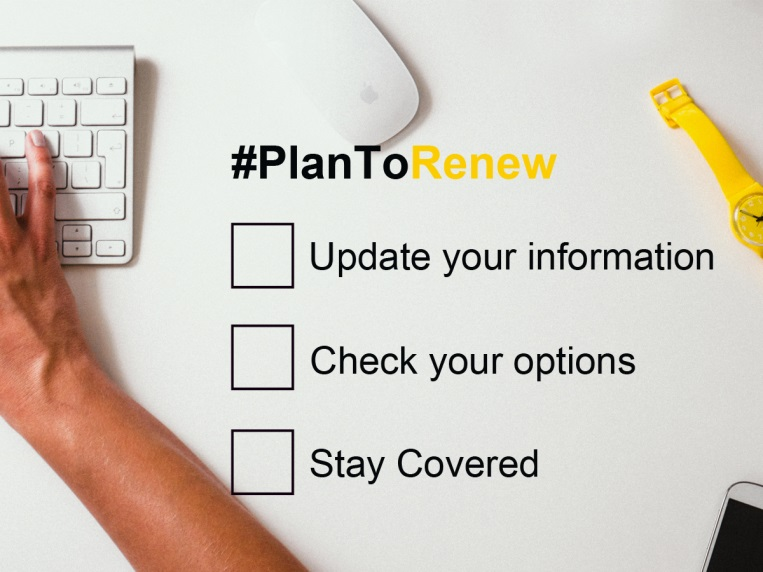 #PlanToRenew
Update your information
Check your options
Stay Covered